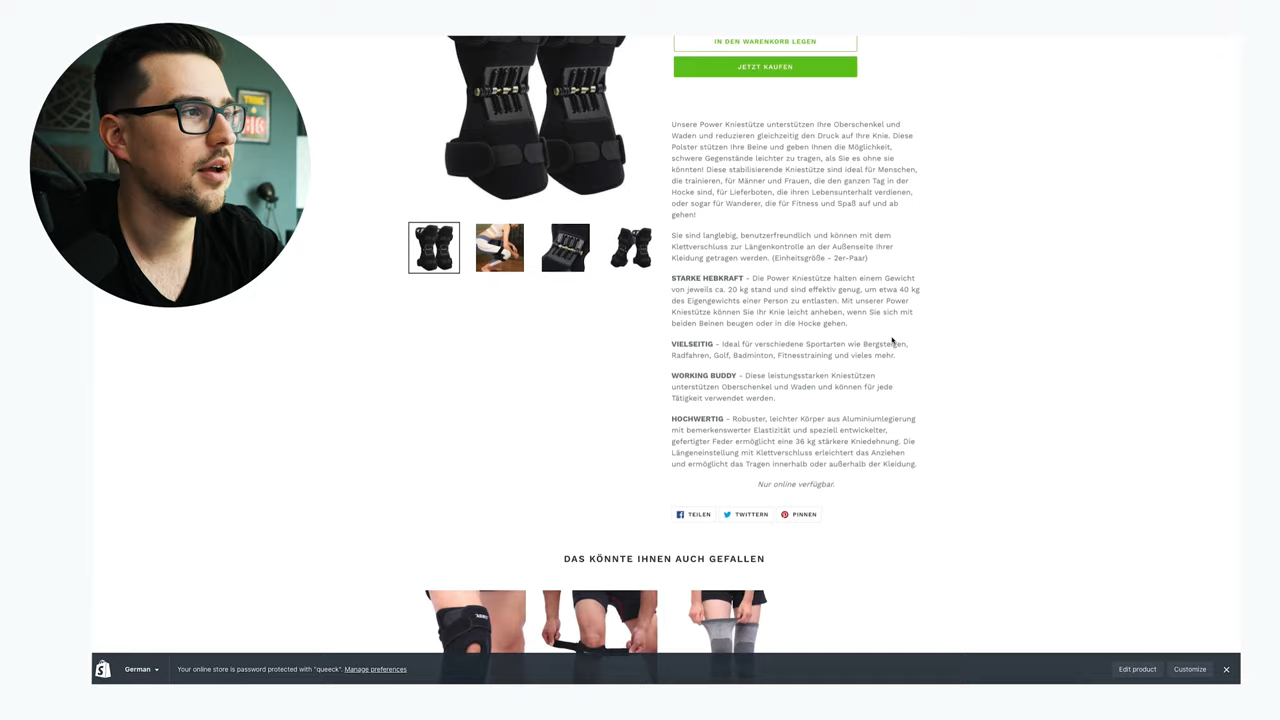 IN DEN WARENKORB LEGEN
JETZT KAUFEN
Unsere Power Kniestütze unterstützen Ihre Oberschenkel und
Waden und reduzieren gleichzeitig den Druck auf Ihre Knie. Diese
Polster stützen Ihre Beine und geben Ihnen die Möglichkeit,
schwere Gegenstände leichter zu tragen, als Sie es ohne sie
könnten! Diese stabilisierende Kniestütze sind ideal für Menschen,
die trainieren, für Männer und Frauen, die den ganzen Tag in der
Hocke sind, für Lieferboten, die ihren Lebensunterhalt verdienen,
oder sogar für Wanderer, die für Fitness und Spaß auf und ab
gehen!
Sie sind langlebig, benutzerfreundlich und können mit dem
Klettverschluss zur Längenkontrolle an der Außenseite Ihrer
Kleidung getragen werden. (Einheitsgröße - 2er-Paar)
STARKE HEBKRAFT - Die Power Kniestütze halten einem Gewicht
von jeweils ca. 20 kg stand und sind effektiv genug, um etwa 40 kg
des Eigengewichts einer Person zu entlasten. Mit unserer Power
Kniestütze können Sie Ihr Knie leicht anheben, wenn Sie sich mit
beiden Beinen beugen oder in die Hocke gehen.
VIELSEITIG - Ideal für verschiedene Sportarten wie Bergsteigen,
Radfahren, Golf, Badminton, Fitnesstraining und vieles mehr.
WORKING BUDDY - Diese leistungsstarken Kniestützen
unterstützen Oberschenkel und Waden und können für jede
Tätigkeit verwendet werden.
HOCHWERTIG - Robuster, leichter Körper aus Aluminiumlegierung
mit bemerkenswerter Elastizität und speziell entwickelter,
gefertigter Feder ermöglicht eine 36 kg stärkere Kniedehnung. Die
Längeneinstellung mit Klettverschluss erleichtert das Anziehen
und ermöglicht das Tragen innerhalb oder außerhalb der Kleidung.
Nur online verfügbar.
TEILEN TWITTERN PINNEN
DAS KÖNNTE IHNEN AUCH GEFALLEN
German Your online store is password protected with "queeck". Manage preferences Edit product Customize